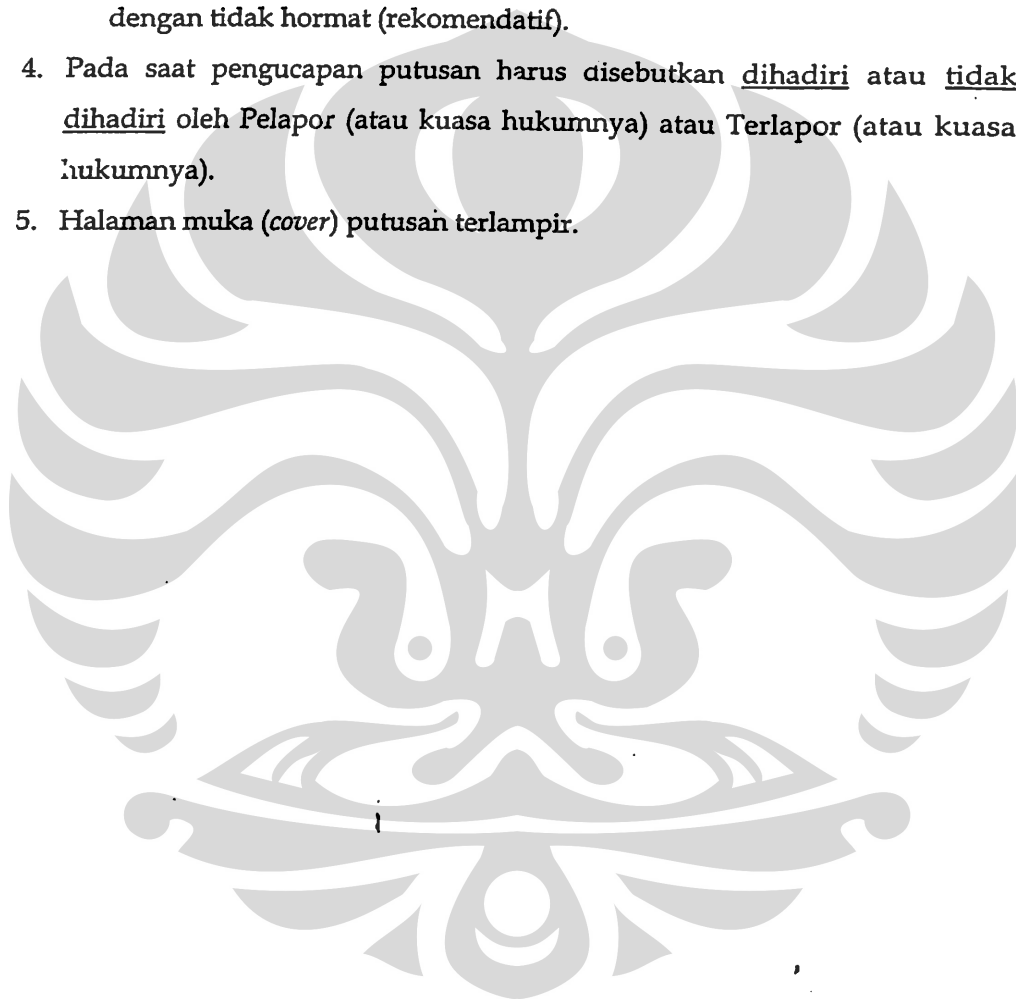 dengan tidak hormat (rekomendatif).
4. Pada saat pengucapan putusan harus disebutkan dihadiri atau tidak
dihadiri oleh Pelapor (atau kuasa hukumnya) atau Terlapor (atau kuasa
hukumnya).
5. Halaman muka (cover) putusan terlampir.